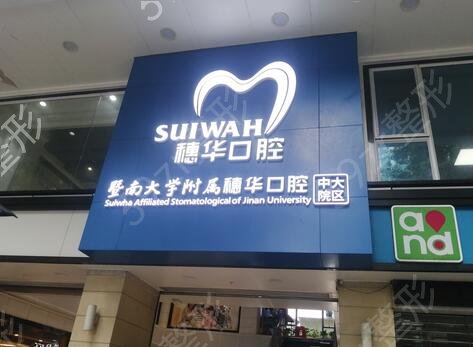 SUIWAH
穗华口腔
暨南大学附属穗华口腔 中大院区
Suiwha Affiliated Stomatological of Jinan University
and